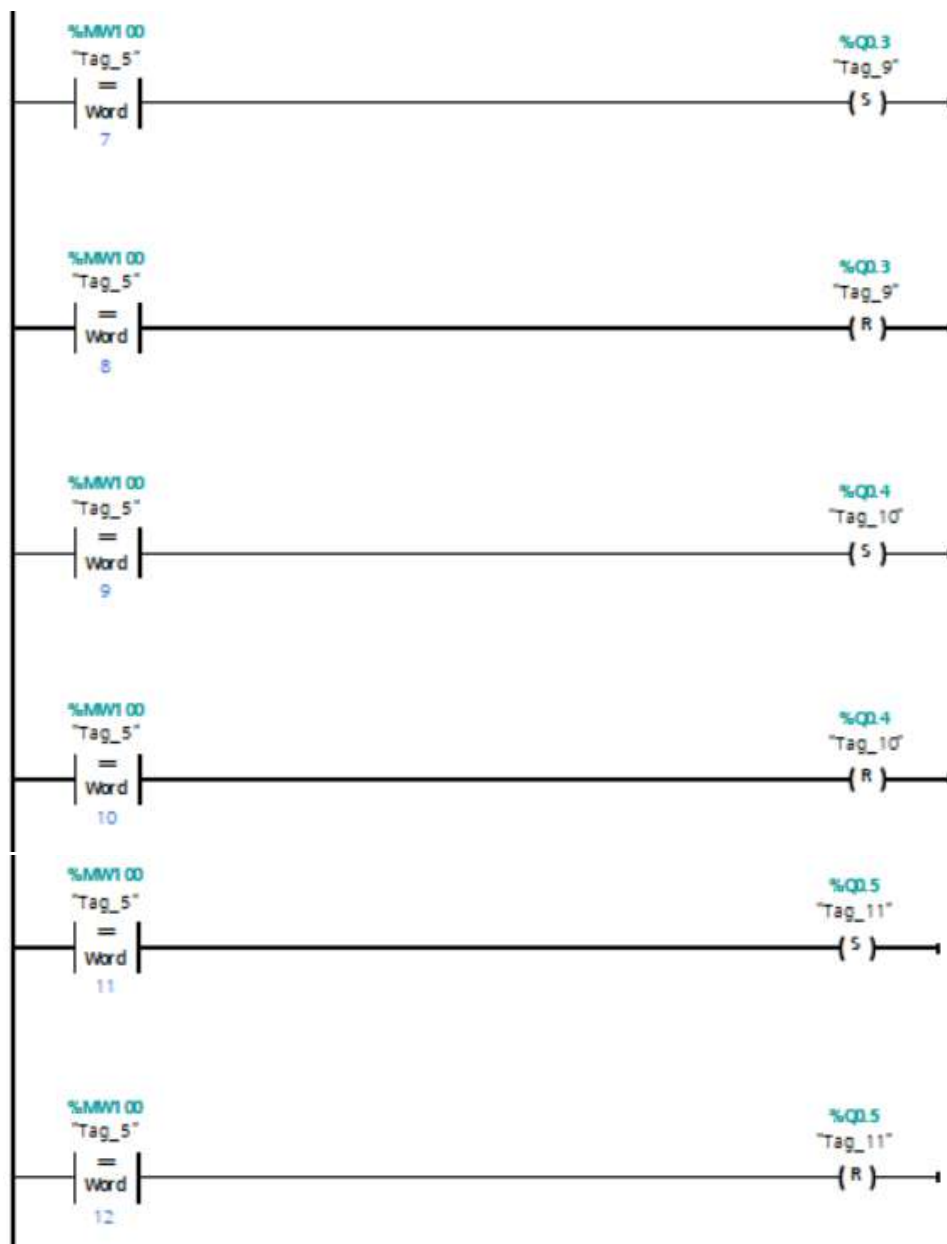 %MW100
"Tag_5"
==
Word
7
%Q0.3
"Tag_9"
( S )
%MW100
"Tag_5"
==
Word
8
%Q0.3
"Tag_9"
( R )
%MW100
"Tag_5"
==
Word
9
%Q0.4
"Tag_10"
( S )
%MW100
"Tag_5"
==
Word
10
%Q0.4
"Tag_10"
( R )
%MW100
"Tag_5"
==
Word
11
%Q0.5
"Tag_11"
( S )
%MW100
"Tag_5"
==
Word
12
%Q0.5
"Tag_11"
( R )